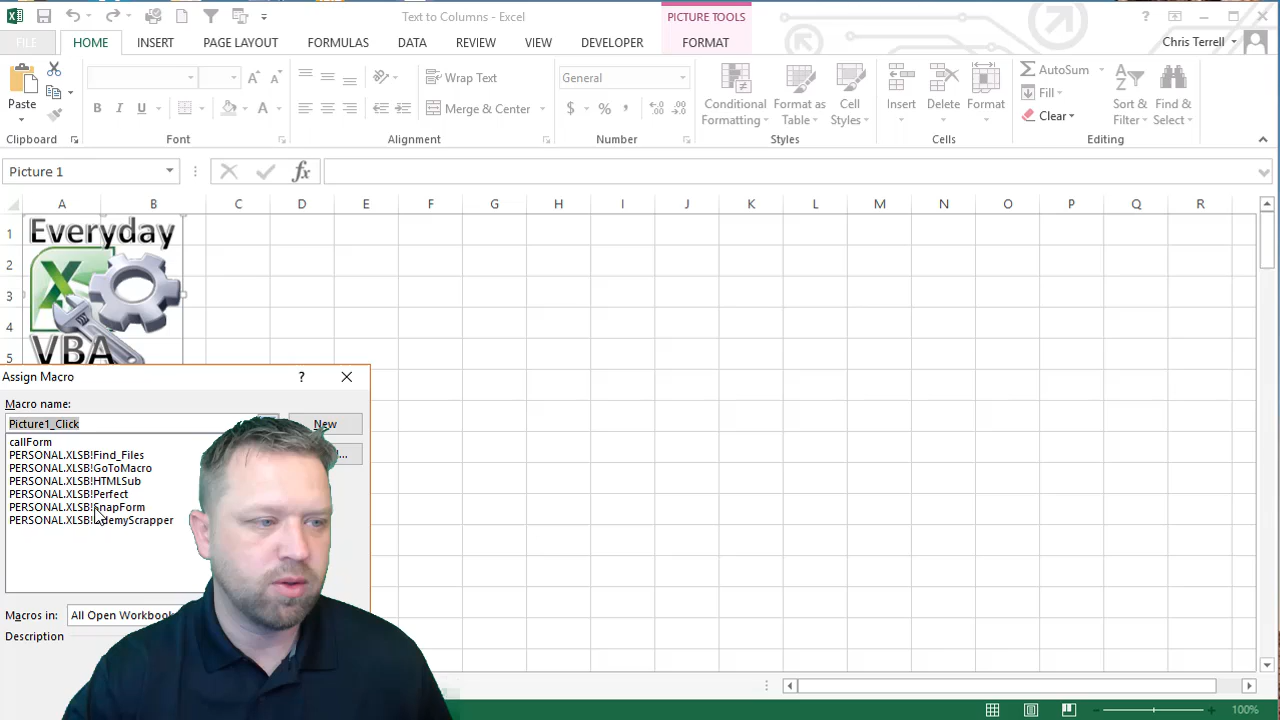 Text to Columns - Excel
PICTURE TOOLS
?
FILE
HOME
INSERT
PAGE LAYOUT
FORMULAS
DATA
REVIEW
VIEW
DEVELOPER
FORMAT
Chris Terrell
Paste
B I U
A A
A
Wrap Text
Merge & Center
General
$ % ,
Conditional
Formatting
Format as
Table
Cell
Styles
Insert
Delete
Format
AutoSum
Fill
Clear
Sort &
Filter
Find &
Select
Clipboard
Font
Alignment
Number
Styles
Cells
Editing
Picture 1
fx
A B C D E F G H I J K L M N O P Q R
1
2
3
4
5
Everyday
VBA
Assign Macro
?
Macro name:
Picture1_Click
New
callForm
PERSONAL.XLSB!Find_Files
PERSONAL.XLSB!GoToMacro
PERSONAL.XLSB!HTMLSub
PERSONAL.XLSB!Perfect
PERSONAL.XLSB!SnapForm
PERSONAL.XLSB!UdemyScrapper
Macros in:
All Open Workbook
Description
100%